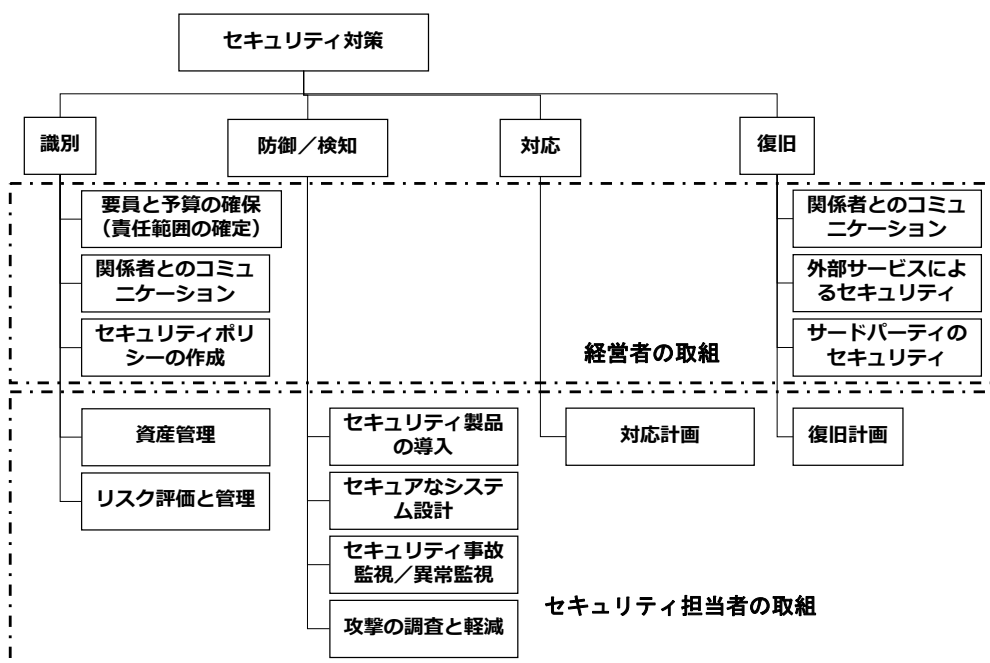 セキュリティ対策
識別
防御／検知
対応
復旧
要員と予算の確保
（責任範囲の確定）
関係者とのコミュ
ニケーション
セキュリティポリ
シーの作成
関係者とのコミュ
ニケーション
外部サービスによ
るセキュリティ
サードパーティの
セキュリティ
経営者の取組
資産管理
リスク評価と管理
セキュリティ製品
の導入
セキュアなシステ
ム設計
セキュリティ事故
監視／異常監視
攻撃の調査と軽減
対応計画
復旧計画
セキュリティ担当者の取組